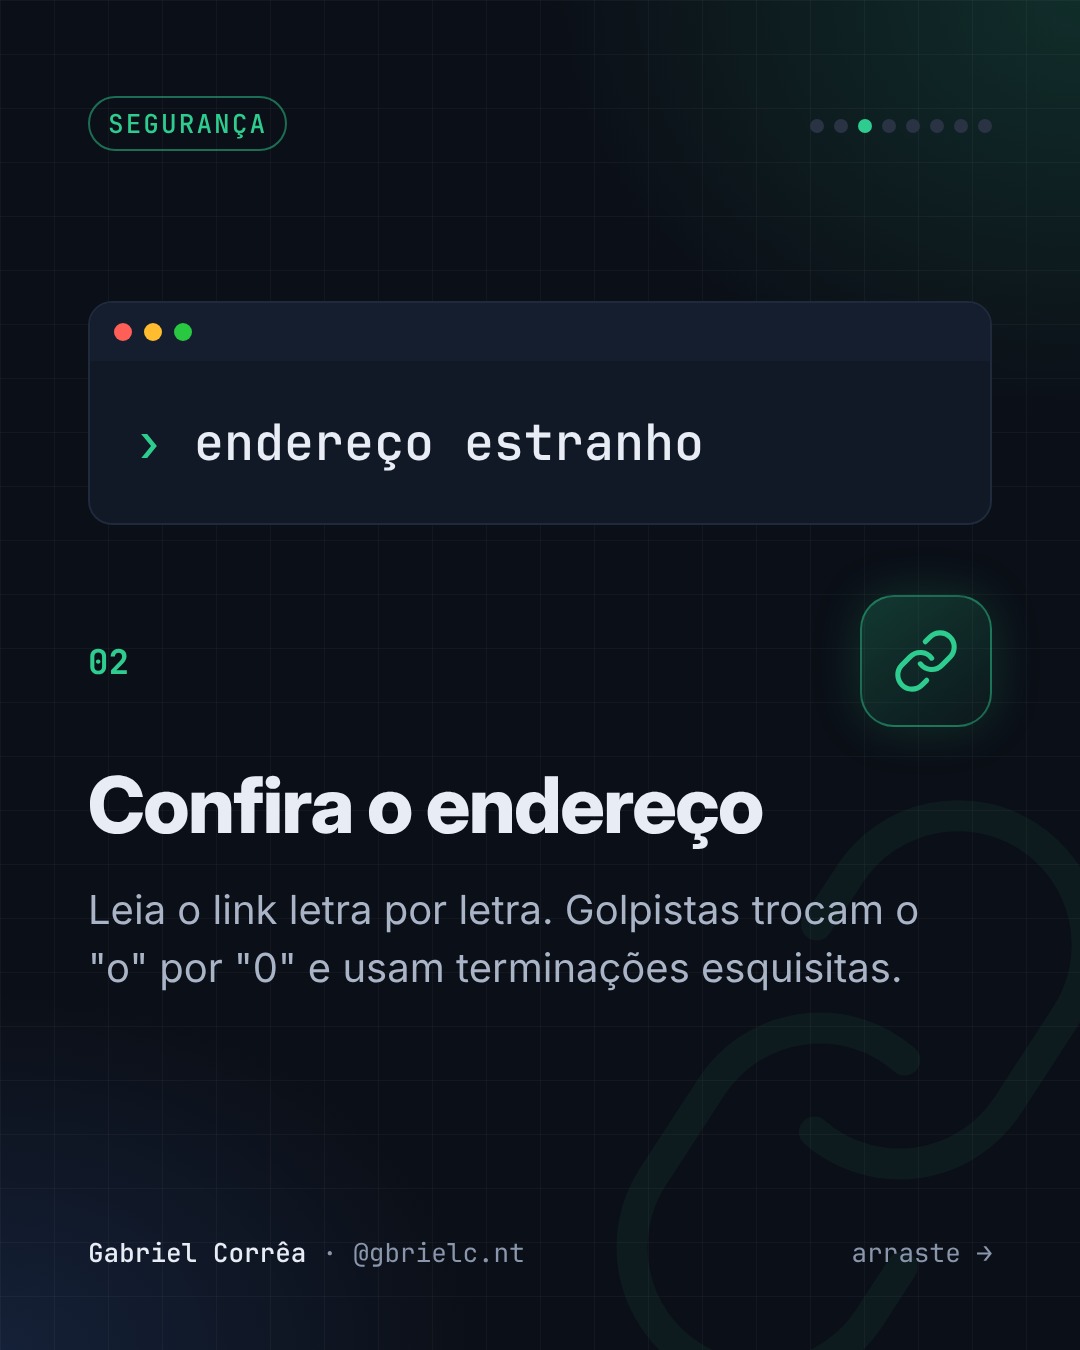 SEGURANÇA
› endereço estranho
02
Confira o endereço
Leia o link letra por letra. Golpistas trocam o
"o" por "0" e usam terminações esquisitas.
Gabriel Corrêa · @gbrielc.nt
arraste →